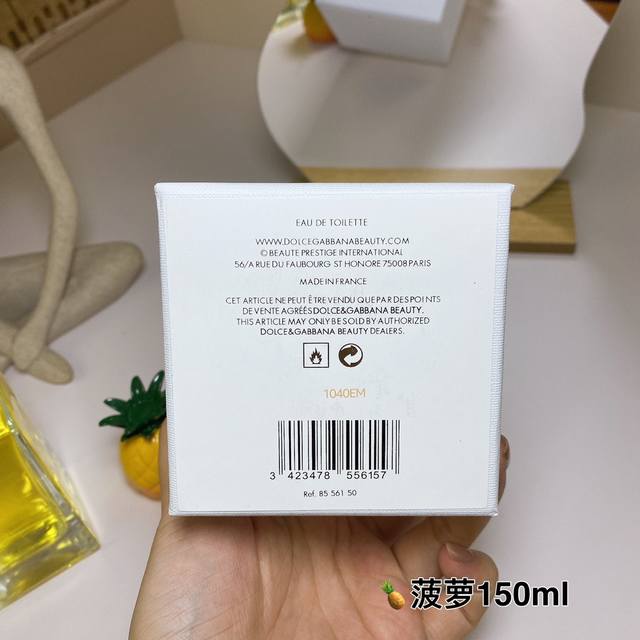 EAU DE TOILETTE
WWW.DOLCEGABBANABEAUTY.COM
© BEAUTE PRESTIGE INTERNATIONAL
56/A RUE DU FAUBOURG ST HONORE 75008 PARIS
MADE IN FRANCE
CET ARTICLE NE PEUT ÊTRE VENDU QUE PAR DES POINTS
DE VENTE AGRÉÉS DOLCE&GABBANA BEAUTY.
THIS ARTICLE MAY ONLY BE SOLD BY AUTHORIZED
DOLCE&GABBANA BEAUTY DEALERS.
1040EM
3 423478 556157
Ref. 85 561 50
菠萝150ml